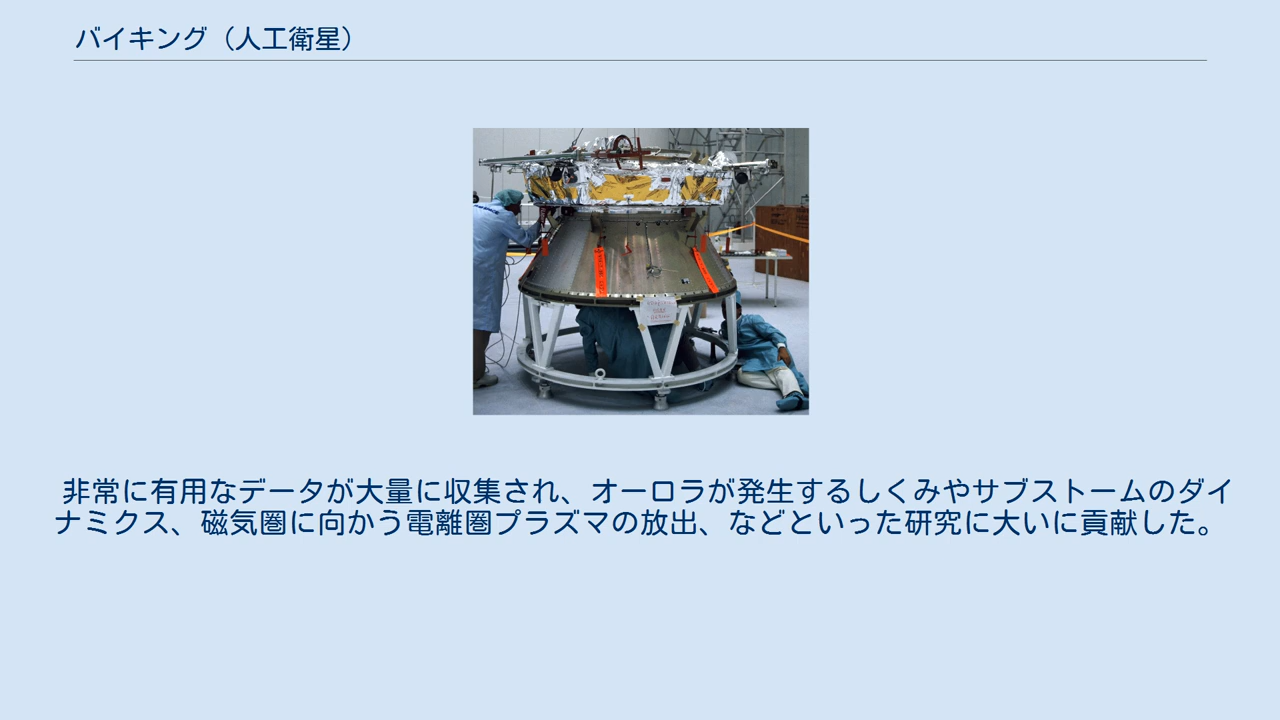 バイキング（人工衛星）
非常に有用なデータが大量に収集され、オーロラが発生するしくみやサブストームのダイ
ナミクス、磁気圏に向かう電離圏プラズマの放出、などといった研究に大いに貢献した。